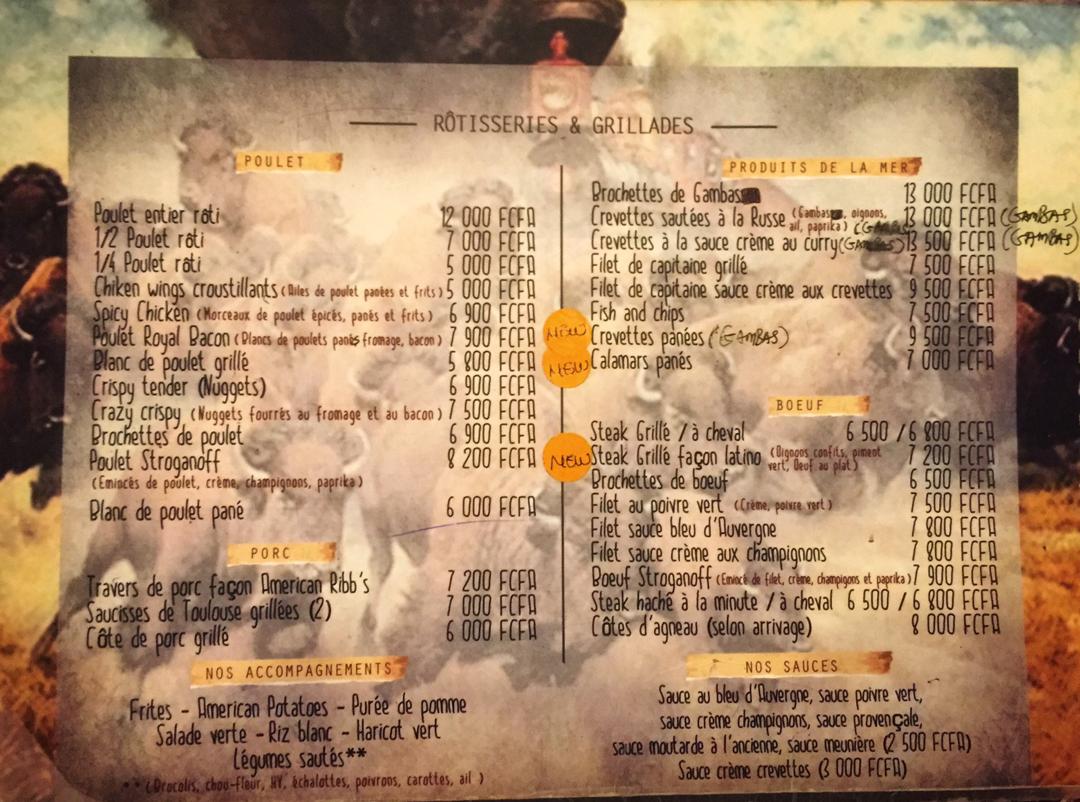 RÔTISSERIES & GRILLADES
POULET
Poulet entier rôti 12 000 FCFA
1/2 Poulet rôti 7 000 FCFA
1/4 Poulet rôti 5 000 FCFA
Chiken wings croustillants (Ailes de poulet panées et frits) 5 000 FCFA
Spicy Chicken (Morceaux de poulet épicés, panés et frits) 6 900 FCFA
Poulet Royal Bacon (Blancs de poulets panés fromage, bacon) 7 900 FCFA
Blanc de poulet grillé 5 800 FCFA
Crispy tender (Nuggets) 6 900 FCFA
Crazy crispy (Nuggets fourrés au fromage et au bacon) 7 500 FCFA
Brochettes de poulet 6 900 FCFA
Poulet Stroganoff 8 200 FCFA
(Emincés de poulet, crème, champignons, paprika)
Blanc de poulet pané 6 000 FCFA
PORC
Travers de porc façon American Ribb's 7 200 FCFA
Saucisses de Toulouse grillées (2) 7 000 FCFA
Côte de porc grillé 6 000 FCFA
NOS ACCOMPAGNEMENTS
Frites - American Potatoes - Purée de pomme
Salade verte - Riz blanc - Haricot vert
Légumes sautés**
**(Brocolis, chou-fleur, HV, échalottes, poivrons, carottes, ail)
PRODUITS DE LA MER
Brochettes de Gambas 13 000 FCFA
Crevettes sautées à la Russe (Gambas, oignons, 13 000 FCFA (GAMBAS)
ail, paprika) (GAMBAS
Crevettes à la sauce crème au curry (GAMBAS) 13 500 FCFA (GAMBAS)
Filet de capitaine grillé 7 500 FCFA
Filet de capitaine sauce crème aux crevettes 9 500 FCFA
Fish and chips 7 500 FCFA
NEW Crevettes panées (GAMBAS) 9 500 FCFA
NEW Calamars panés 7 000 FCFA
BOEUF
Steak Grillé / à cheval 6 500 / 6 800 FCFA
NEW Steak Grillé façon latino (Oignons confits, piment 7 200 FCFA
vert, Oeuf au plat)
Brochettes de boeuf 6 500 FCFA
Filet au poivre vert (Crème, poivre vert) 7 500 FCFA
Filet sauce bleu d'Auvergne 7 800 FCFA
Filet sauce crème aux champignons 7 800 FCFA
Boeuf Stroganoff (Emincé de filet, crème, champigons et paprika) 7 900 FCFA
Steak haché à la minute / à cheval 6 500 / 6 800 FCFA
Côtes d'agneau (selon arrivage) 8 000 FCFA
NOS SAUCES
Sauce au bleu d'Auvergne, sauce poivre vert,
sauce crème champignons, sauce provençale,
sauce moutarde à l'ancienne, sauce meunière (2 500 FCFA)
Sauce crème crevettes (3 000 FCFA)